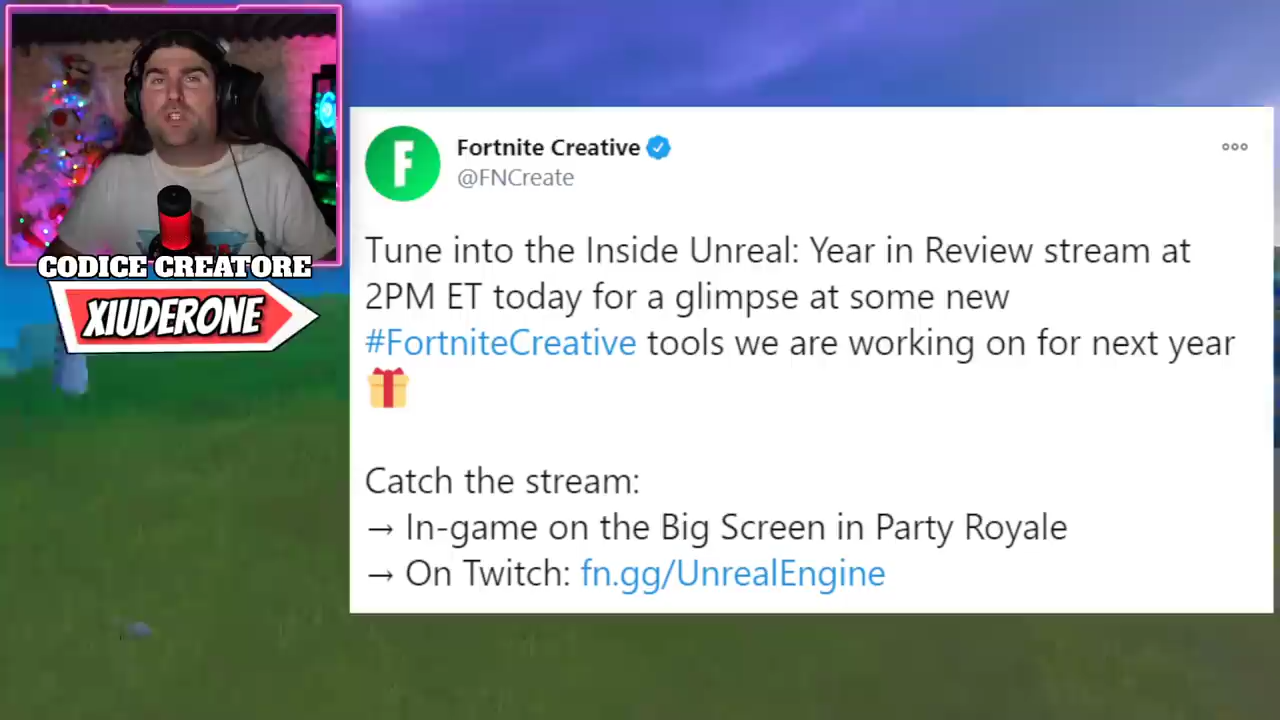 CODICE CREATORE
XIUDERONE
Fortnite Creative
@FNCreate
Tune into the Inside Unreal: Year in Review stream at
2PM ET today for a glimpse at some new
#FortniteCreative tools we are working on for next year
🎁
Catch the stream:
→ In-game on the Big Screen in Party Royale
→ On Twitch: fn.gg/UnrealEngine